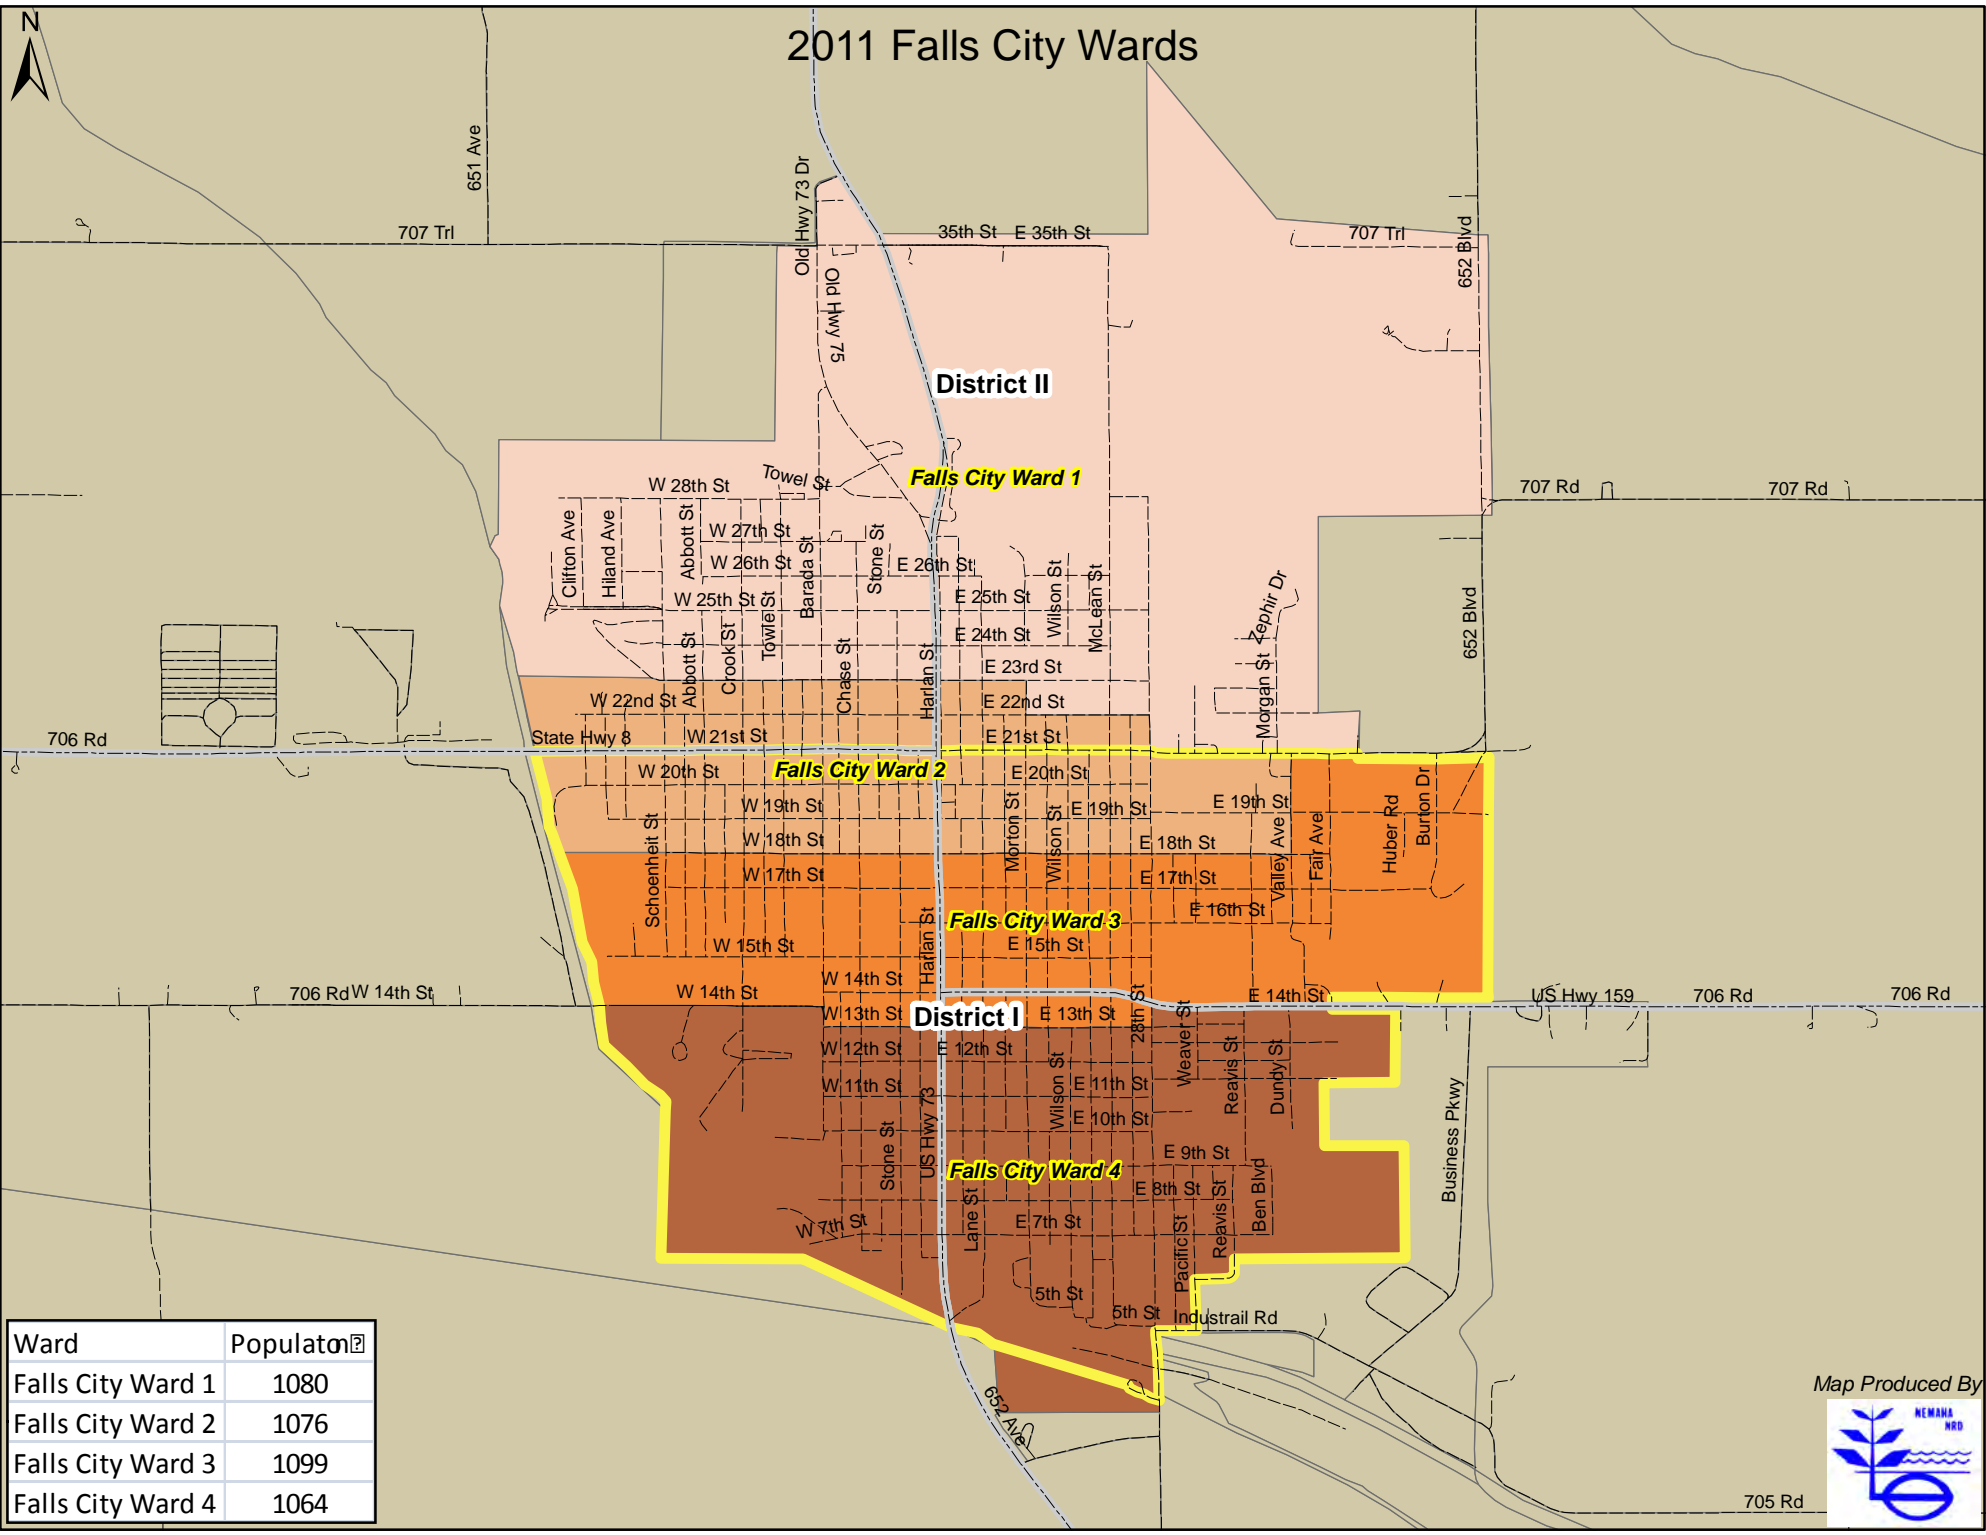 N
2011 Falls City Wards
651 Ave
Old Hwy 73 Dr
707 Trl
35th St
E 35th St
707 Trl
652 Blvd
Old Hwy 75
District II
Falls City Ward 1
W 28th St
Towel St
707 Rd
707 Rd
Clifton Ave
Hiland Ave
Abbott St
W 27th St
W 26th St
Barada St
Stone St
E 26th St
W 25th St
Towle St
E 25th St
Wilson St
McLean St
Zephir Dr
652 Blvd
E 24th St
Abbott St
Crook St
Chase St
Harlan St
E 23rd St
Morgan St
W 22nd St
E 22nd St
706 Rd
State Hwy 8
W 21st St
E 21st St
W 20th St
Falls City Ward 2
E 20th St
W 19th St
E 19th St
E 19th St
Burton Dr
Huber Rd
Schoenheit St
W 18th St
Morton St
Wilson St
E 18th St
Valley Ave
Fair Ave
W 17th St
E 17th St
E 16th St
Harlan St
Falls City Ward 3
W 15th St
E 15th St
W 14th St
706 Rd
W 14th St
W 14th St
28th St
E 14th St
US Hwy 159
706 Rd
706 Rd
W 13th St
District I
E 13th St
Weaver St
W 12th St
E 12th St
Reavis St
Dundy St
W 11th St
US Hwy 73
Wilson St
E 11th St
E 10th St
Business Pkwy
Stone St
E 9th St
Falls City Ward 4
E 8th St
Ben Blvd
W 7th St
Lane St
E 7th St
Pacific St
Reavis St
5th St
5th St
Industrail Rd
652 Ave
705 Rd
Ward Populaton
Falls City Ward 1 1080
Falls City Ward 2 1076
Falls City Ward 3 1099
Falls City Ward 4 1064
Map Produced By
NEMAHA
NRD